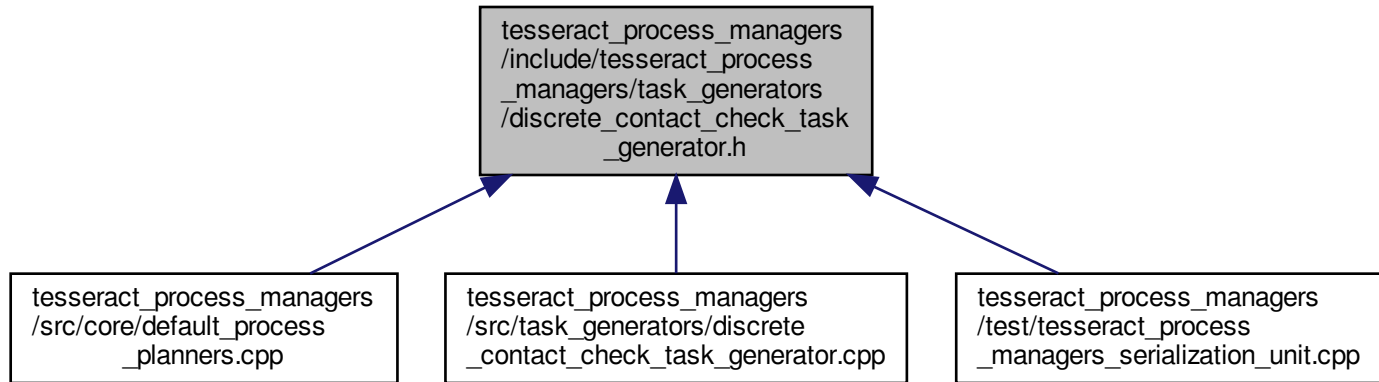 tesseract_process_managers
/include/tesseract_process
_managers/task_generators
/discrete_contact_check_task
_generator.h
tesseract_process_managers
/src/core/default_process
_planners.cpp
tesseract_process_managers
/src/task_generators/discrete
_contact_check_task_generator.cpp
tesseract_process_managers
/test/tesseract_process
_managers_serialization_unit.cpp